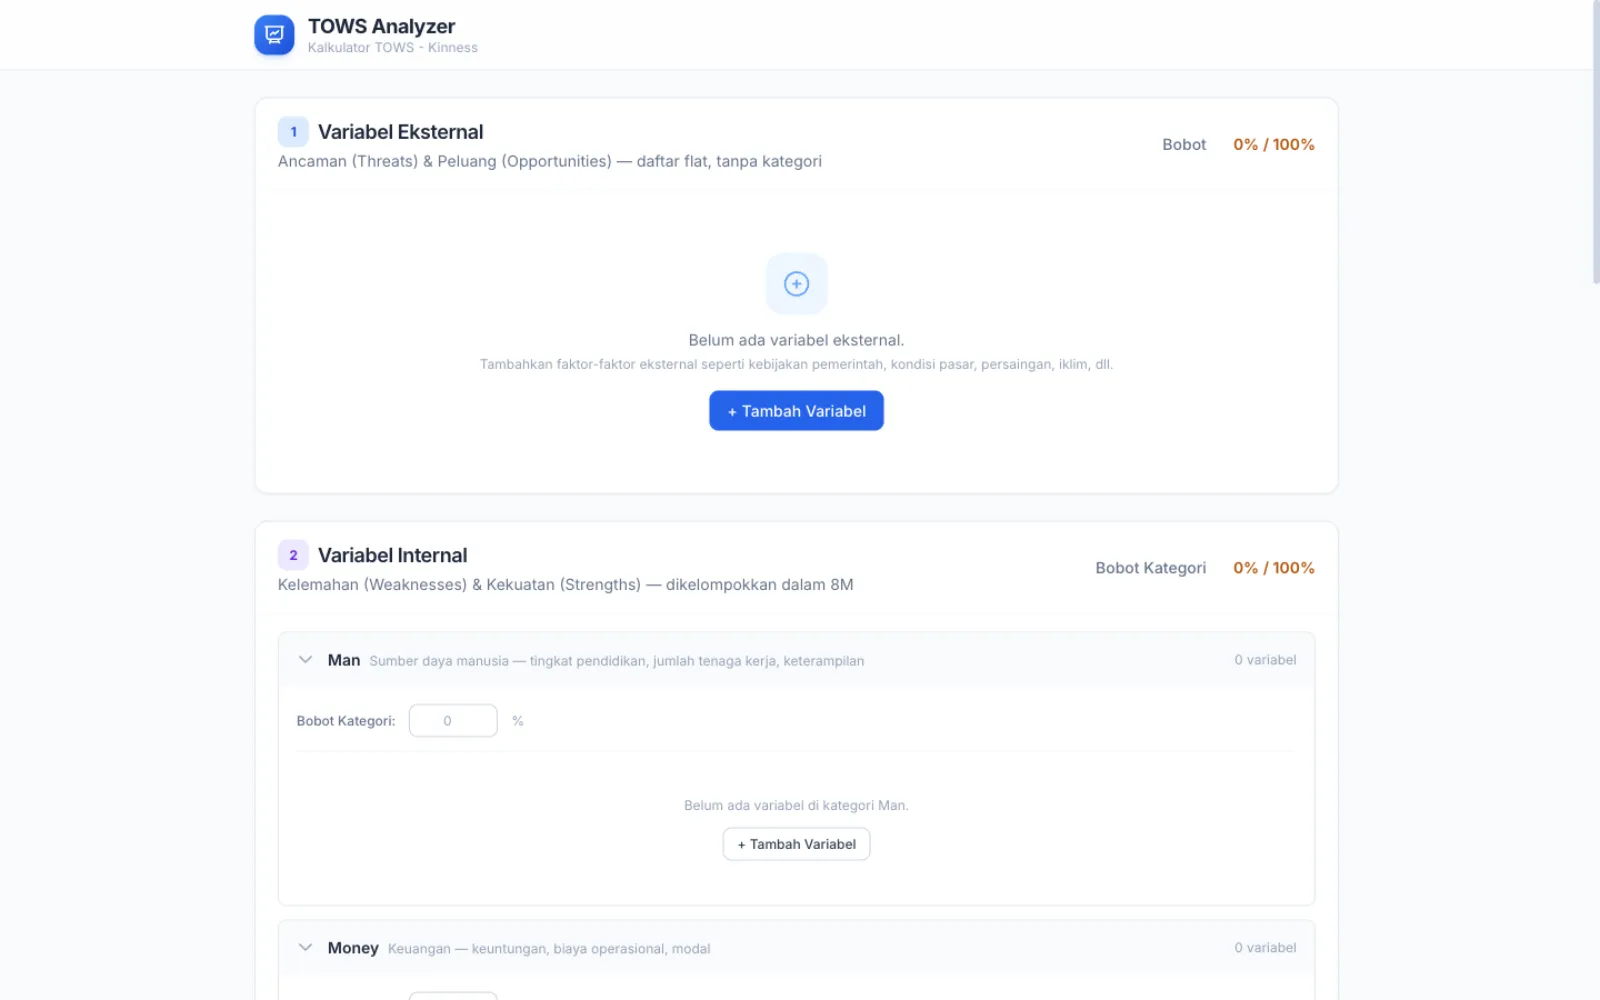 TOWS Analyzer
Kalkulator TOWS - Kinness
1 Variabel Eksternal
Ancaman (Threats) & Peluang (Opportunities) — daftar flat, tanpa kategori
Bobot 0% / 100%
Belum ada variabel eksternal.
Tambahkan faktor-faktor eksternal seperti kebijakan pemerintah, kondisi pasar, persaingan, iklim, dll.
+ Tambah Variabel
2 Variabel Internal
Kelemahan (Weaknesses) & Kekuatan (Strengths) — dikelompokkan dalam 8M
Bobot Kategori 0% / 100%
Man Sumber daya manusia — tingkat pendidikan, jumlah tenaga kerja, keterampilan 0 variabel
Bobot Kategori: 0 %
Belum ada variabel di kategori Man.
+ Tambah Variabel
Money Keuangan — keuntungan, biaya operasional, modal 0 variabel